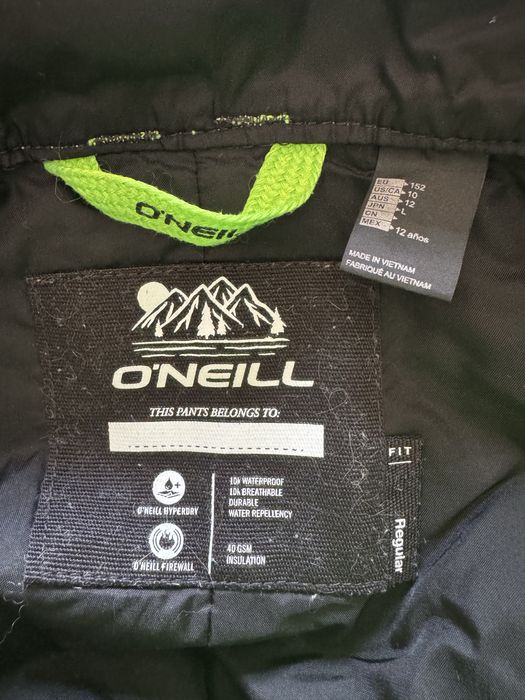 O'NEILL
EU 152
US/CA 10
AUS 12
JPN L
CN
MEX 12 años
MADE IN VIETNAM
FABRIQUÉ AU VIETNAM
O'NEILL
THIS PANTS BELONGS TO:
O'NEILL HYPERDRY
10k WATERPROOF
10k BREATHABLE
DURABLE
WATER REPELLENCY
O'NEILL FIREWALL
40 GSM
INSULATION
FIT
Regular